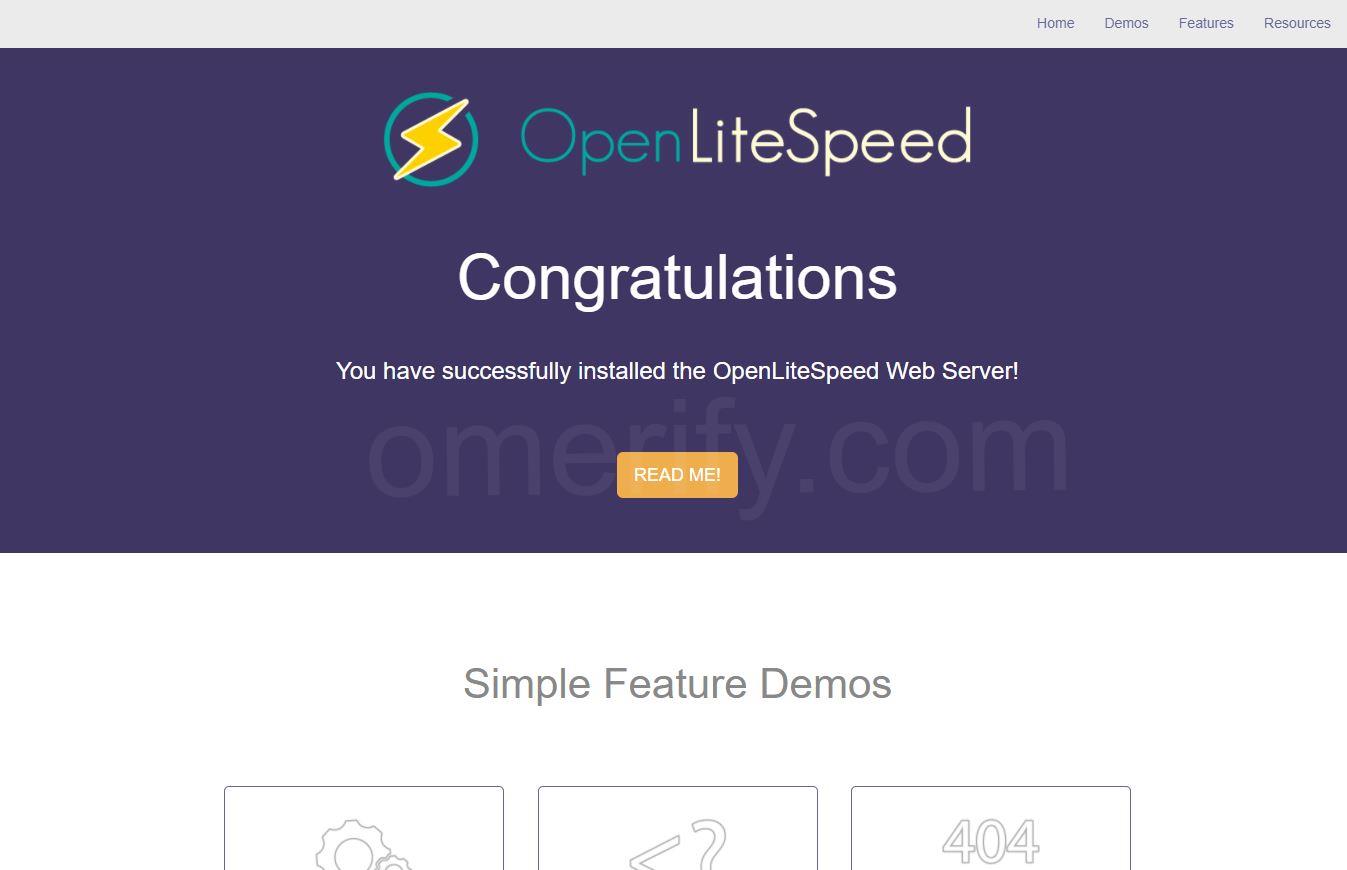 Home Demos Features Resources
OpenLiteSpeed
Congratulations
You have successfully installed the OpenLiteSpeed Web Server!
omerify.com
READ ME!
Simple Feature Demos
<?
404